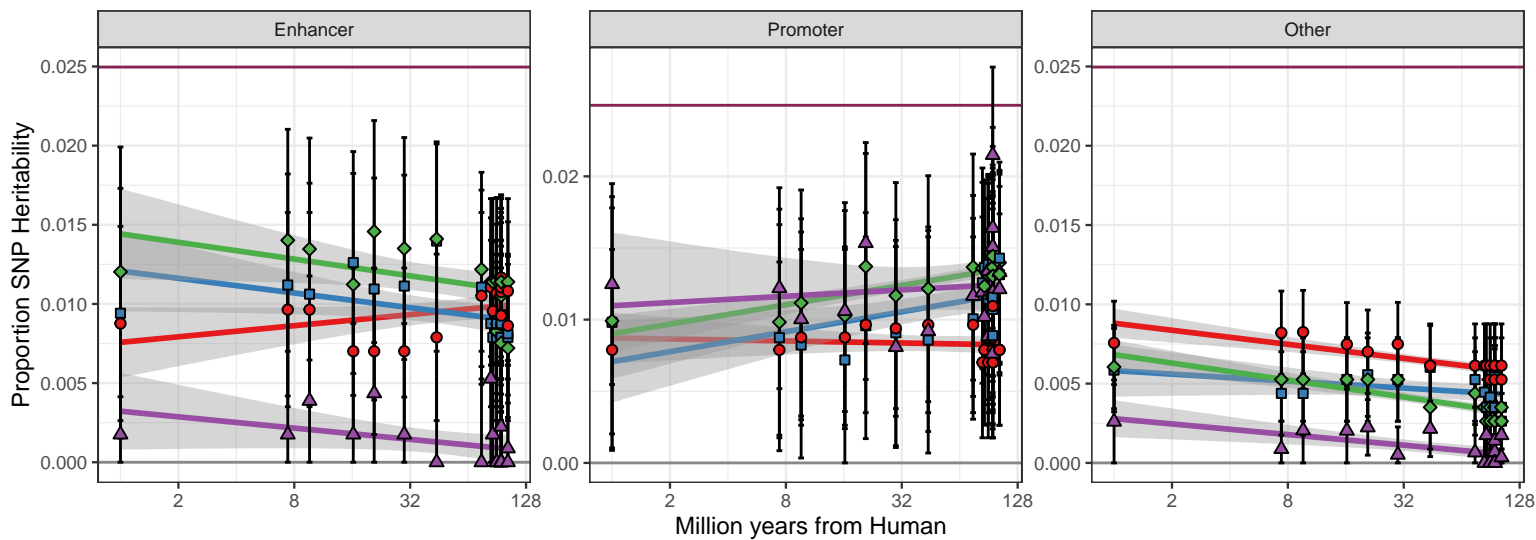 Enhancer
Promoter
Other
Proportion SNP Heritability
0.025
0.020
0.015
0.010
0.005
0.000
0.02
0.01
0.00
0.025
0.020
0.015
0.010
0.005
0.000
2 8 32 128
2 8 32 128
2 8 32 128
Million years from Human